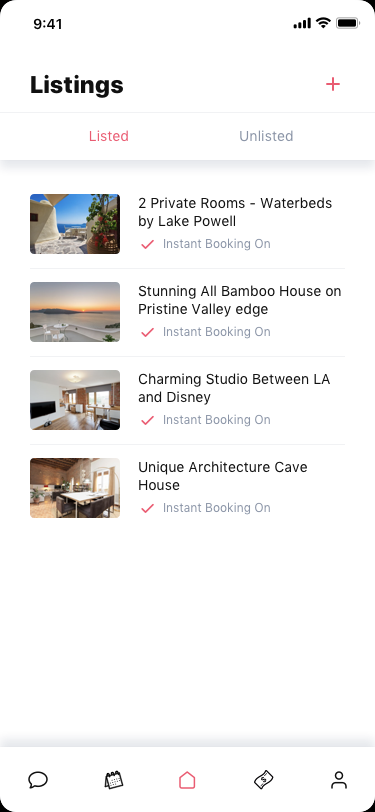 9:41
Listings
Listed
Unlisted
2 Private Rooms - Waterbeds
by Lake Powell
Instant Booking On
Stunning All Bamboo House on
Pristine Valley edge
Instant Booking On
Charming Studio Between LA
and Disney
Instant Booking On
Unique Architecture Cave
House
Instant Booking On